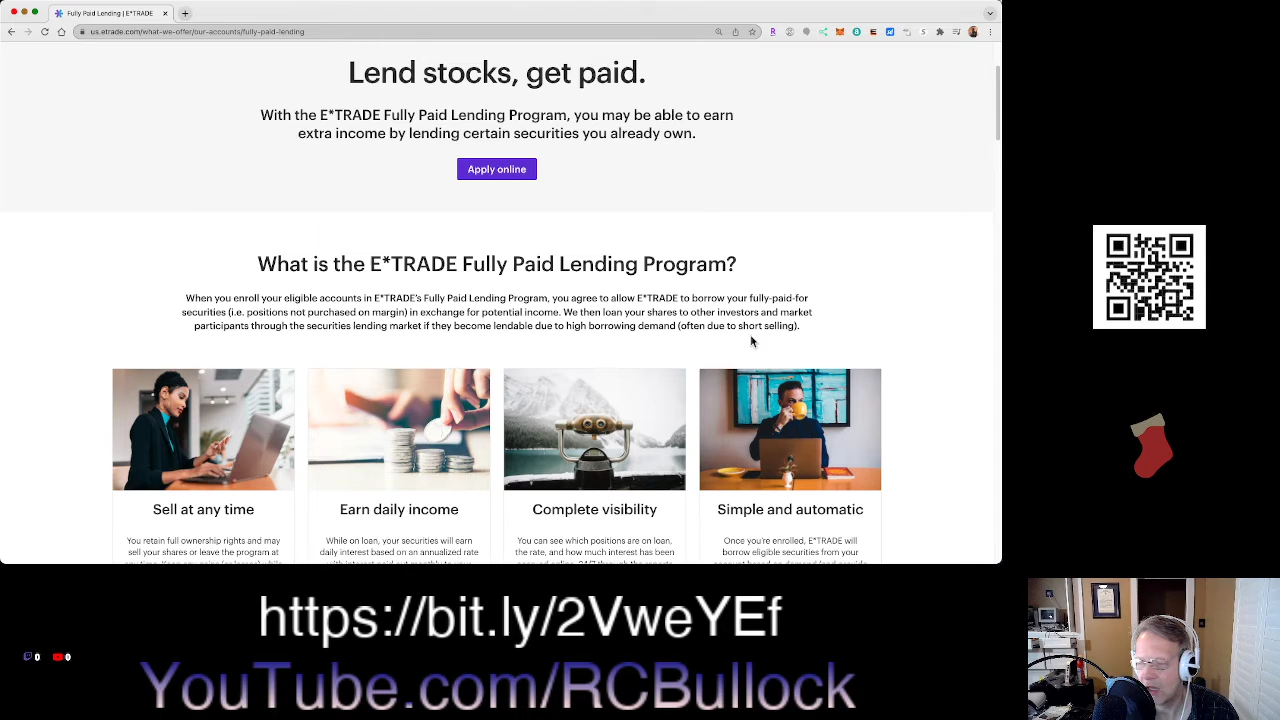 Fully Paid Lending | E*TRADE
us.etrade.com/what-we-offer/our-accounts/fully-paid-lending
Lend stocks, get paid.
With the E*TRADE Fully Paid Lending Program, you may be able to earn
extra income by lending certain securities you already own.
Apply online
What is the E*TRADE Fully Paid Lending Program?
When you enroll your eligible accounts in E*TRADE's Fully Paid Lending Program, you agree to allow E*TRADE to borrow your fully-paid-for
securities (i.e. positions not purchased on margin) in exchange for potential income. We then loan your shares to other investors and market
participants through the securities lending market if they become lendable due to high borrowing demand (often due to short selling).
Sell at any time
You retain full ownership rights and may
sell your shares or leave the program at
Earn daily income
While on loan, your securities will earn
daily interest based on an annualized rate
Complete visibility
You can see which positions are on loan,
the rate, and how much interest has been
Simple and automatic
Once you're enrolled, E*TRADE will
borrow eligible securities from your
https://bit.ly/2VweYEf
0 0
YouTube.com/RCBullock